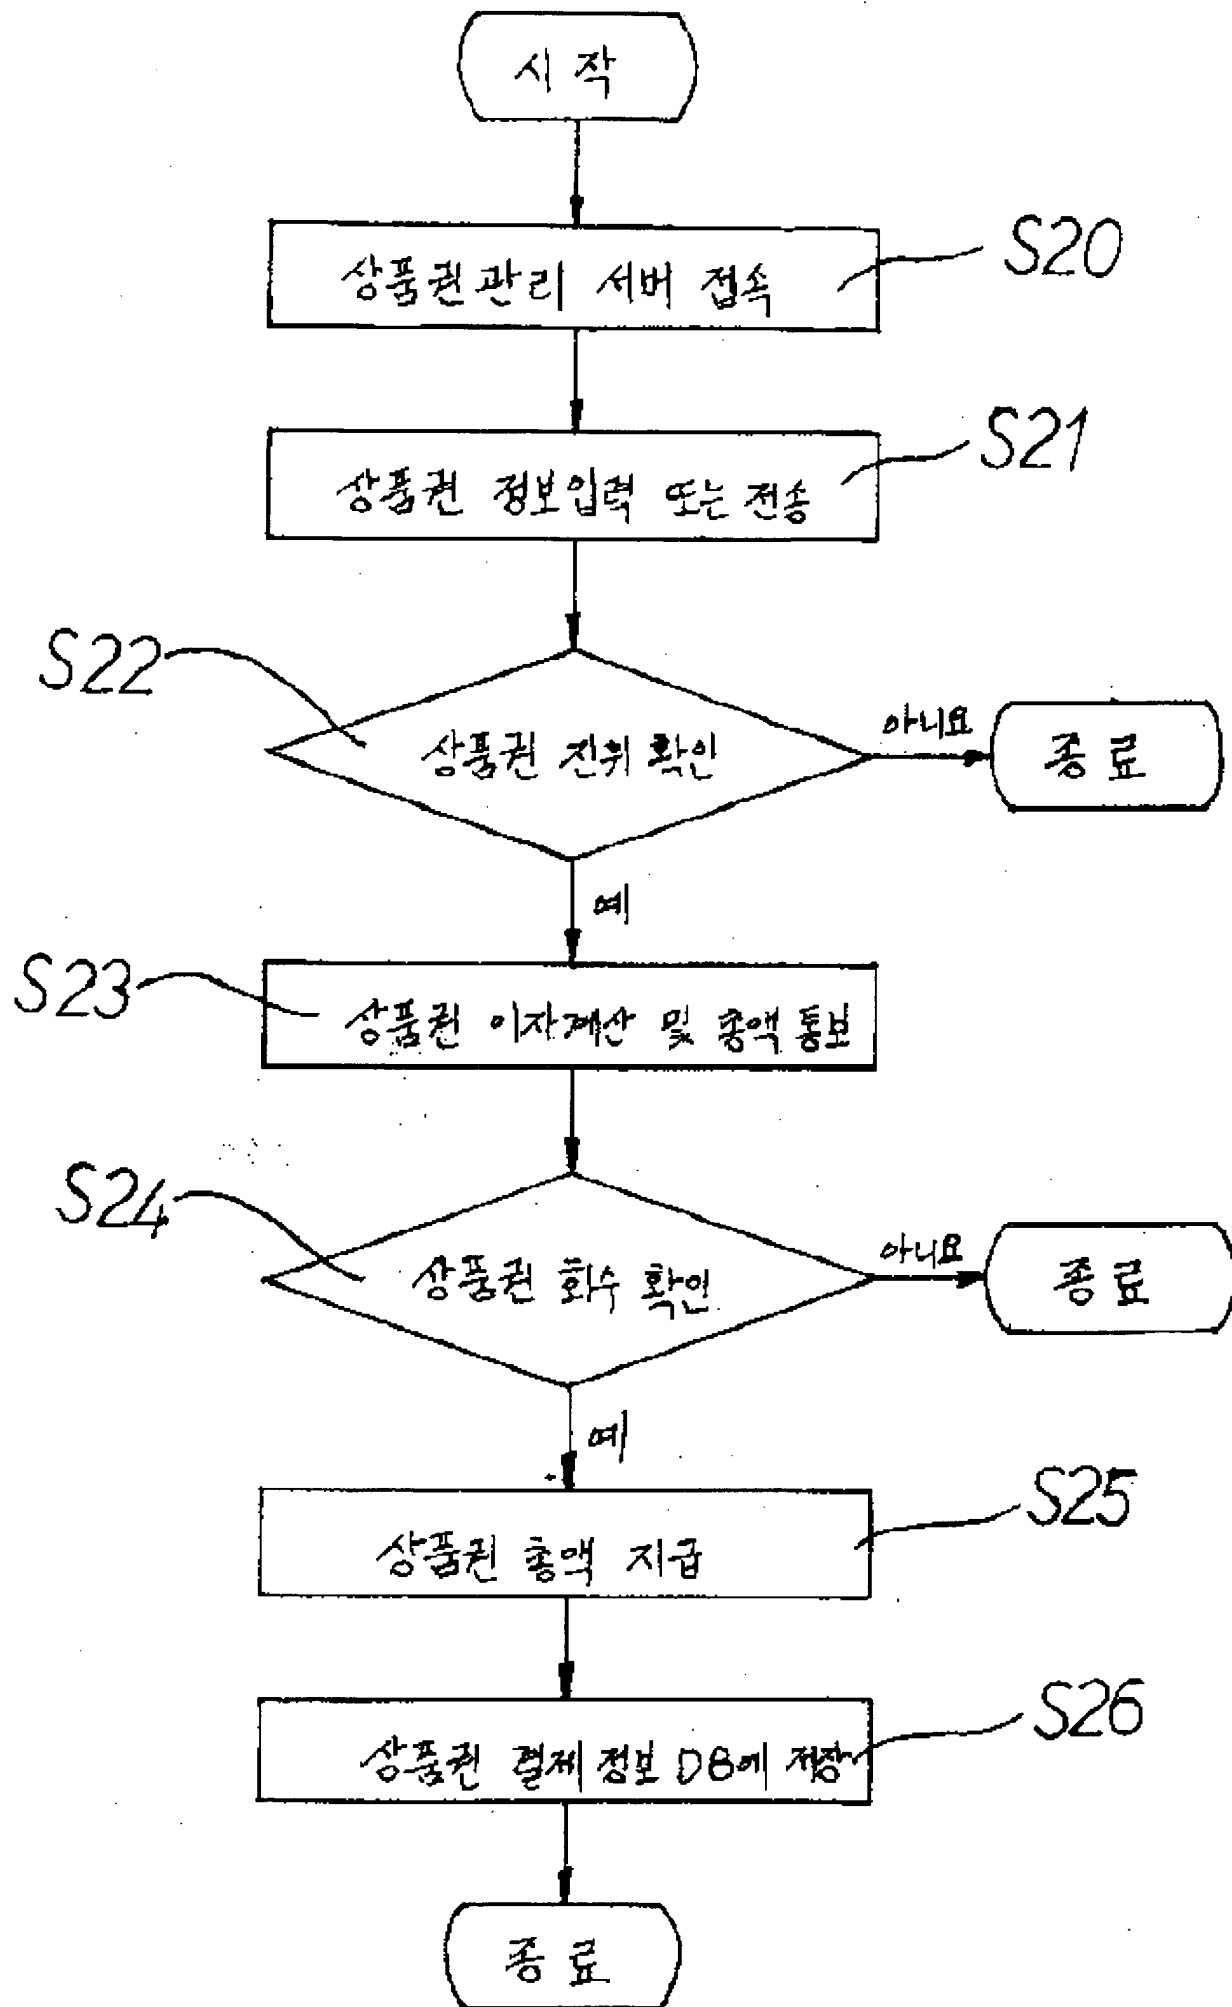 시작
상품권관리 서버 접속
S20
상품권 정보입력 또는 전송
S21
S22
상품권 진위 확인
아니요
종료
예
S23
상품권 이자계산 및 총액 통보
S24
상품권 회수 확인
아니요
종료
예
상품권 총액 지급
S25
상품권 결제 정보 DB에 저장
S26
종료